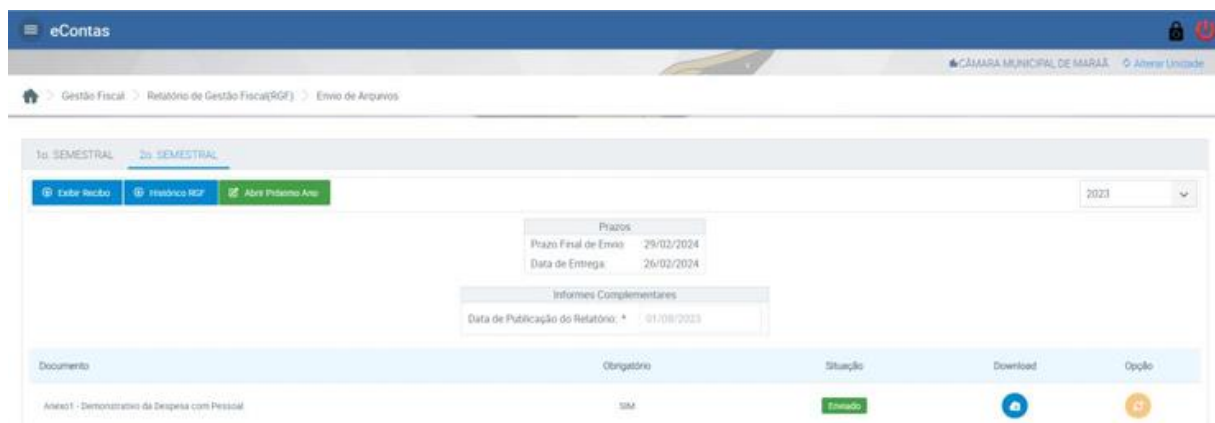 eContas
CÂMARA MUNICIPAL DE MARAÃ Alterar Unidade
Gestão Fiscal > Relatório de Gestão Fiscal(RGF) > Envio de Arquivos
1o. SEMESTRAL 2o. SEMESTRAL
Exibir Recibo Histórico RGF Abrir Próximo Ano 2023
Prazos
Prazo Final de Envio: 29/02/2024
Data de Entrega: 26/02/2024
Informes Complementares
Data de Publicação do Relatório: * 01/08/2023
Documento Obrigatório Situação Download Opção
Anexo1 - Demonstrativo da Despesa com Pessoal SIM Enviado